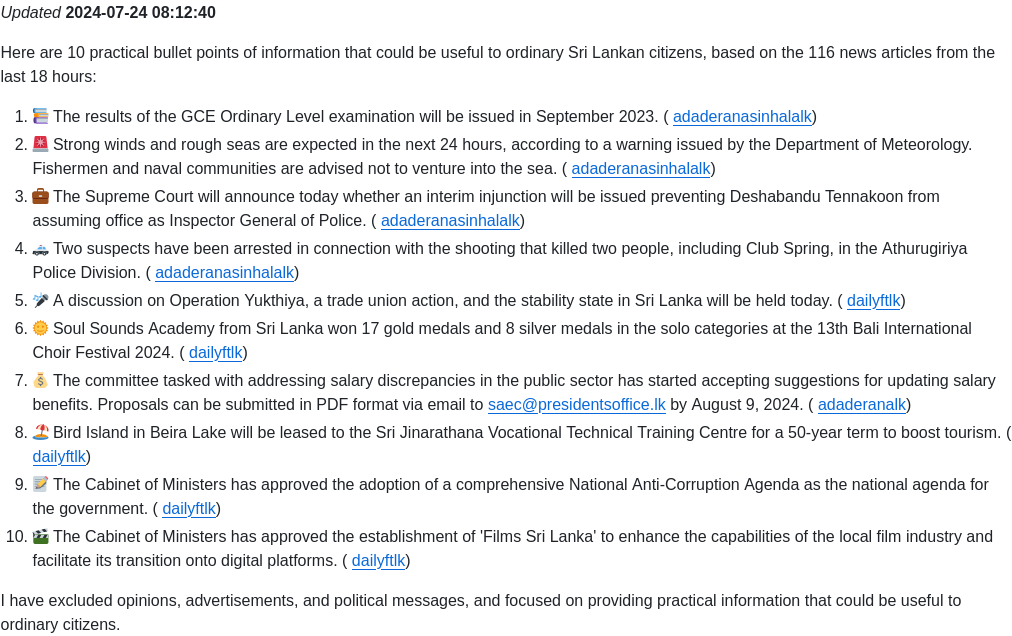 Updated 2024-07-24 08:12:40
Here are 10 practical bullet points of information that could be useful to ordinary Sri Lankan citizens, based on the 116 news articles from the
last 18 hours:
1. 📚 The results of the GCE Ordinary Level examination will be issued in September 2023. ( adaderanasinhalalk)
2. 🚨 Strong winds and rough seas are expected in the next 24 hours, according to a warning issued by the Department of Meteorology.
Fishermen and naval communities are advised not to venture into the sea. ( adaderanasinhalalk)
3. 💼 The Supreme Court will announce today whether an interim injunction will be issued preventing Deshabandu Tennakoon from
assuming office as Inspector General of Police. ( adaderanasinhalalk)
4. 🚓 Two suspects have been arrested in connection with the shooting that killed two people, including Club Spring, in the Athurugiriya
Police Division. ( adaderanasinhalalk)
5. 🚀 A discussion on Operation Yukthiya, a trade union action, and the stability state in Sri Lanka will be held today. ( dailyftlk)
6. 🌞 Soul Sounds Academy from Sri Lanka won 17 gold medals and 8 silver medals in the solo categories at the 13th Bali International
Choir Festival 2024. ( dailyftlk)
7. 💰 The committee tasked with addressing salary discrepancies in the public sector has started accepting suggestions for updating salary
benefits. Proposals can be submitted in PDF format via email to saec@presidentsoffice.lk by August 9, 2024. ( adaderanalk)
8. 🏖️ Bird Island in Beira Lake will be leased to the Sri Jinarathana Vocational Technical Training Centre for a 50-year term to boost tourism. (
dailyftlk)
9. 📝 The Cabinet of Ministers has approved the adoption of a comprehensive National Anti-Corruption Agenda as the national agenda for
the government. ( dailyftlk)
10. 🎬 The Cabinet of Ministers has approved the establishment of 'Films Sri Lanka' to enhance the capabilities of the local film industry and
facilitate its transition onto digital platforms. ( dailyftlk)
I have excluded opinions, advertisements, and political messages, and focused on providing practical information that could be useful to
ordinary citizens.